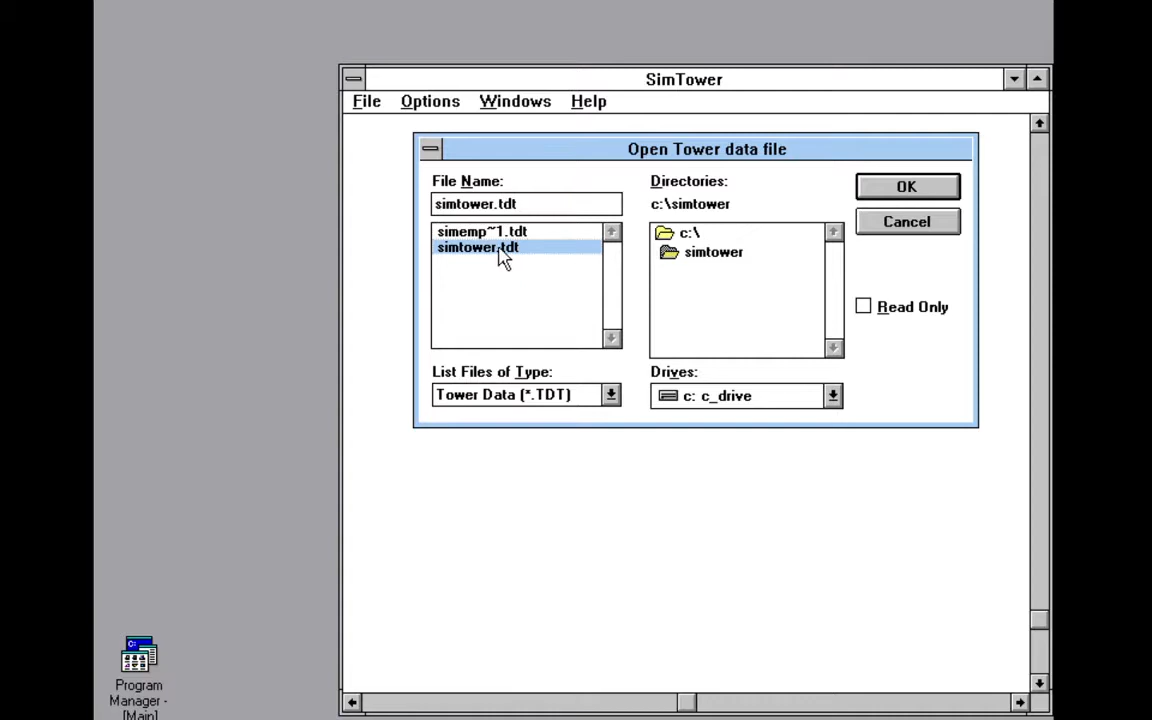 SimTower
File Options Windows Help
Open Tower data file
File Name:
simtower.tdt
simemp~1.tdt
simtower.tdt
List Files of Type:
Tower Data (*.TDT)
Directories:
c:\simtower
c:\
simtower
Drives:
c: c_drive
OK
Cancel
Read Only
C:
Program
Manager -
[Main]